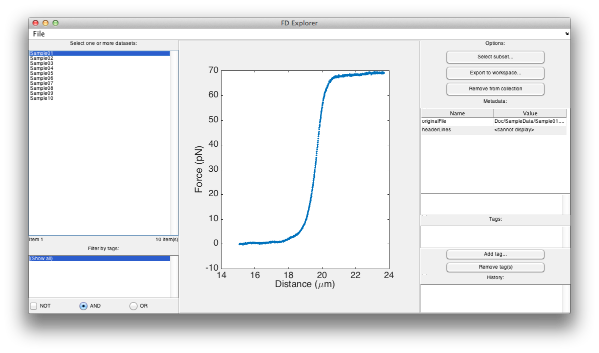 FD Explorer
File
Select one or more datasets:
Sample01
Sample02
Sample03
Sample04
Sample05
Sample06
Sample07
Sample08
Sample09
Sample10
Item 1 10 item(s)
Filter by tags:
(Show all)
NOT AND OR
70
60
50
40
30
20
10
0
-10
14 16 18 20 22 24
Force (pN)
Distance (μm)
Options:
Select subset...
Export to workspace...
Remove from collection
Metadata:
Name Value
originalFile Doc/SampleData/Sample01....
headerLines <cannot display>
Tags:
Add tag...
Remove tag(s)
History: